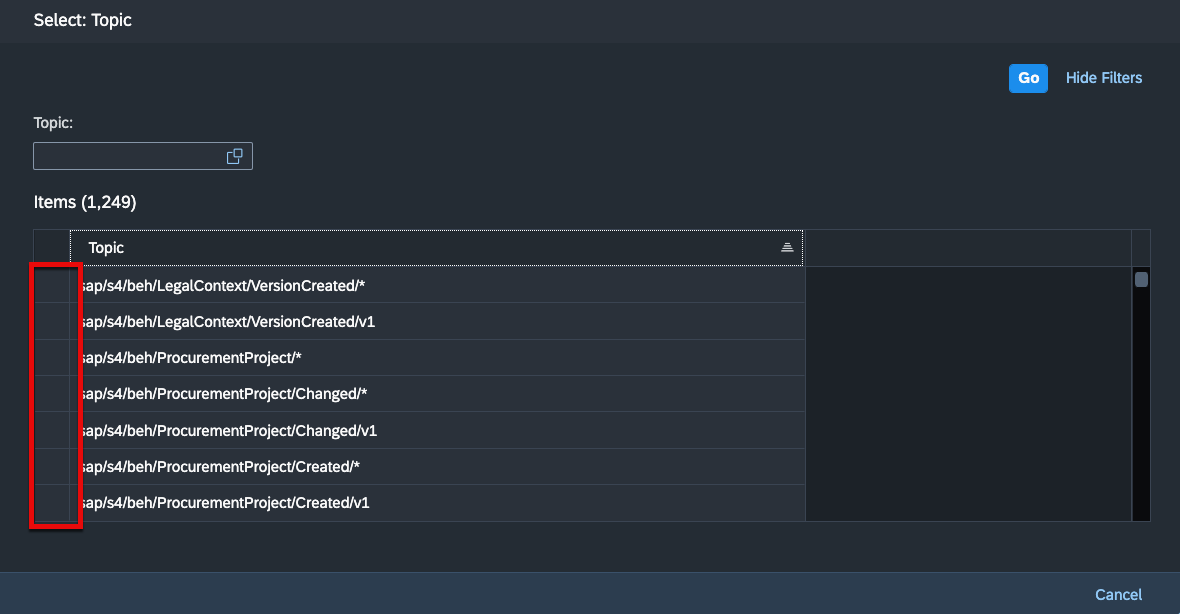 Select: Topic
Go Hide Filters
Topic:
Items (1,249)
Topic
sap/s4/beh/LegalContext/VersionCreated/*
sap/s4/beh/LegalContext/VersionCreated/v1
sap/s4/beh/ProcurementProject/*
sap/s4/beh/ProcurementProject/Changed/*
sap/s4/beh/ProcurementProject/Changed/v1
sap/s4/beh/ProcurementProject/Created/*
sap/s4/beh/ProcurementProject/Created/v1
Cancel